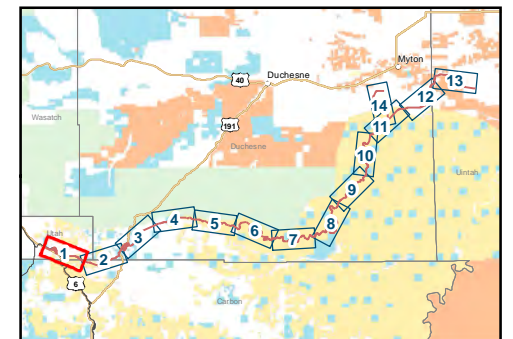 Myton
40
Duchesne
13
14
12
191
Wasatch
11
Duchesne
10
Uintah
9
4
5
8
Utah
3
6
7
1
2
6
Carbon